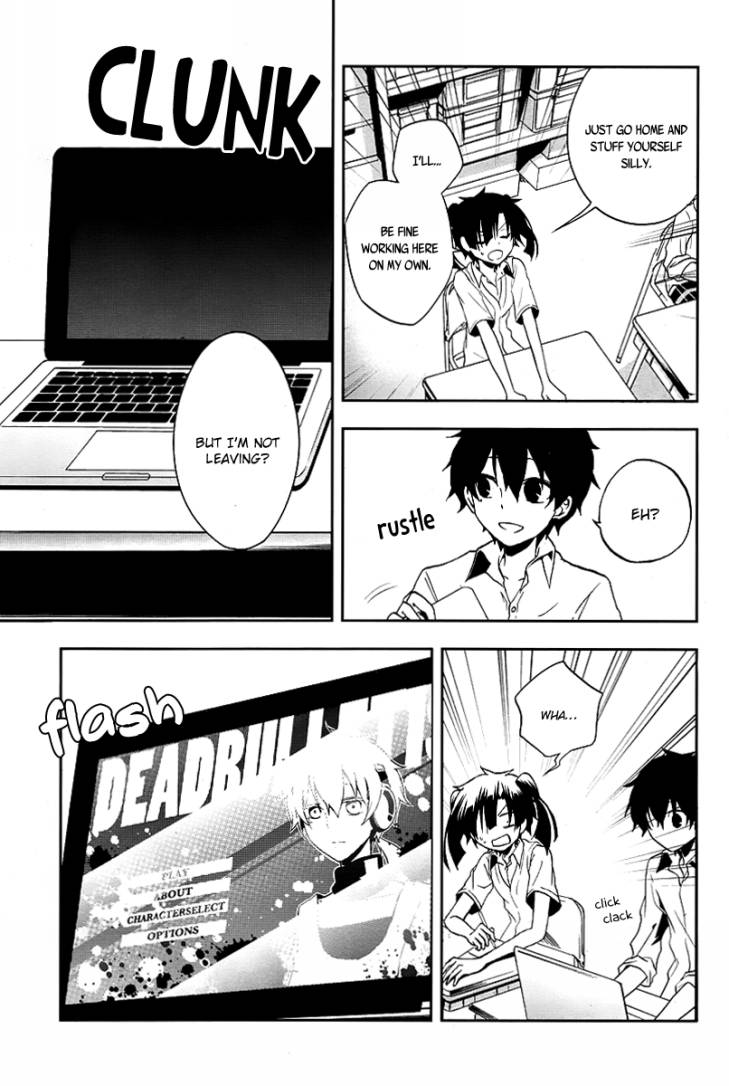 JUST GO HOME AND
STUFF YOURSELF
SILLY.
I'LL...
BE FINE
WORKING HERE
ON MY OWN.
CLUNK
EH?
rustle
BUT I'M NOT
LEAVING?
WHA...
click
clack
flash
PLAY
ABOUT
CHARACTERSELECT
OPTIONS